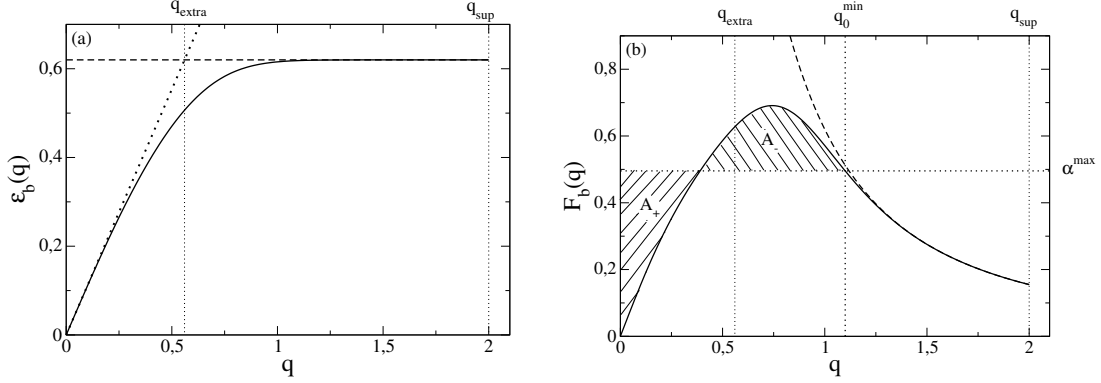 q_extra
q_sup
(a)
0,6
0,4
0,2
0
ε_b(q)
0
0,5
1
1,5
2
q
q_extra
q_0^min
q_sup
(b)
0,8
0,6
0,4
0,2
0
F_b(q)
A_-
A_+
α^max
0
0,5
1
1,5
2
q